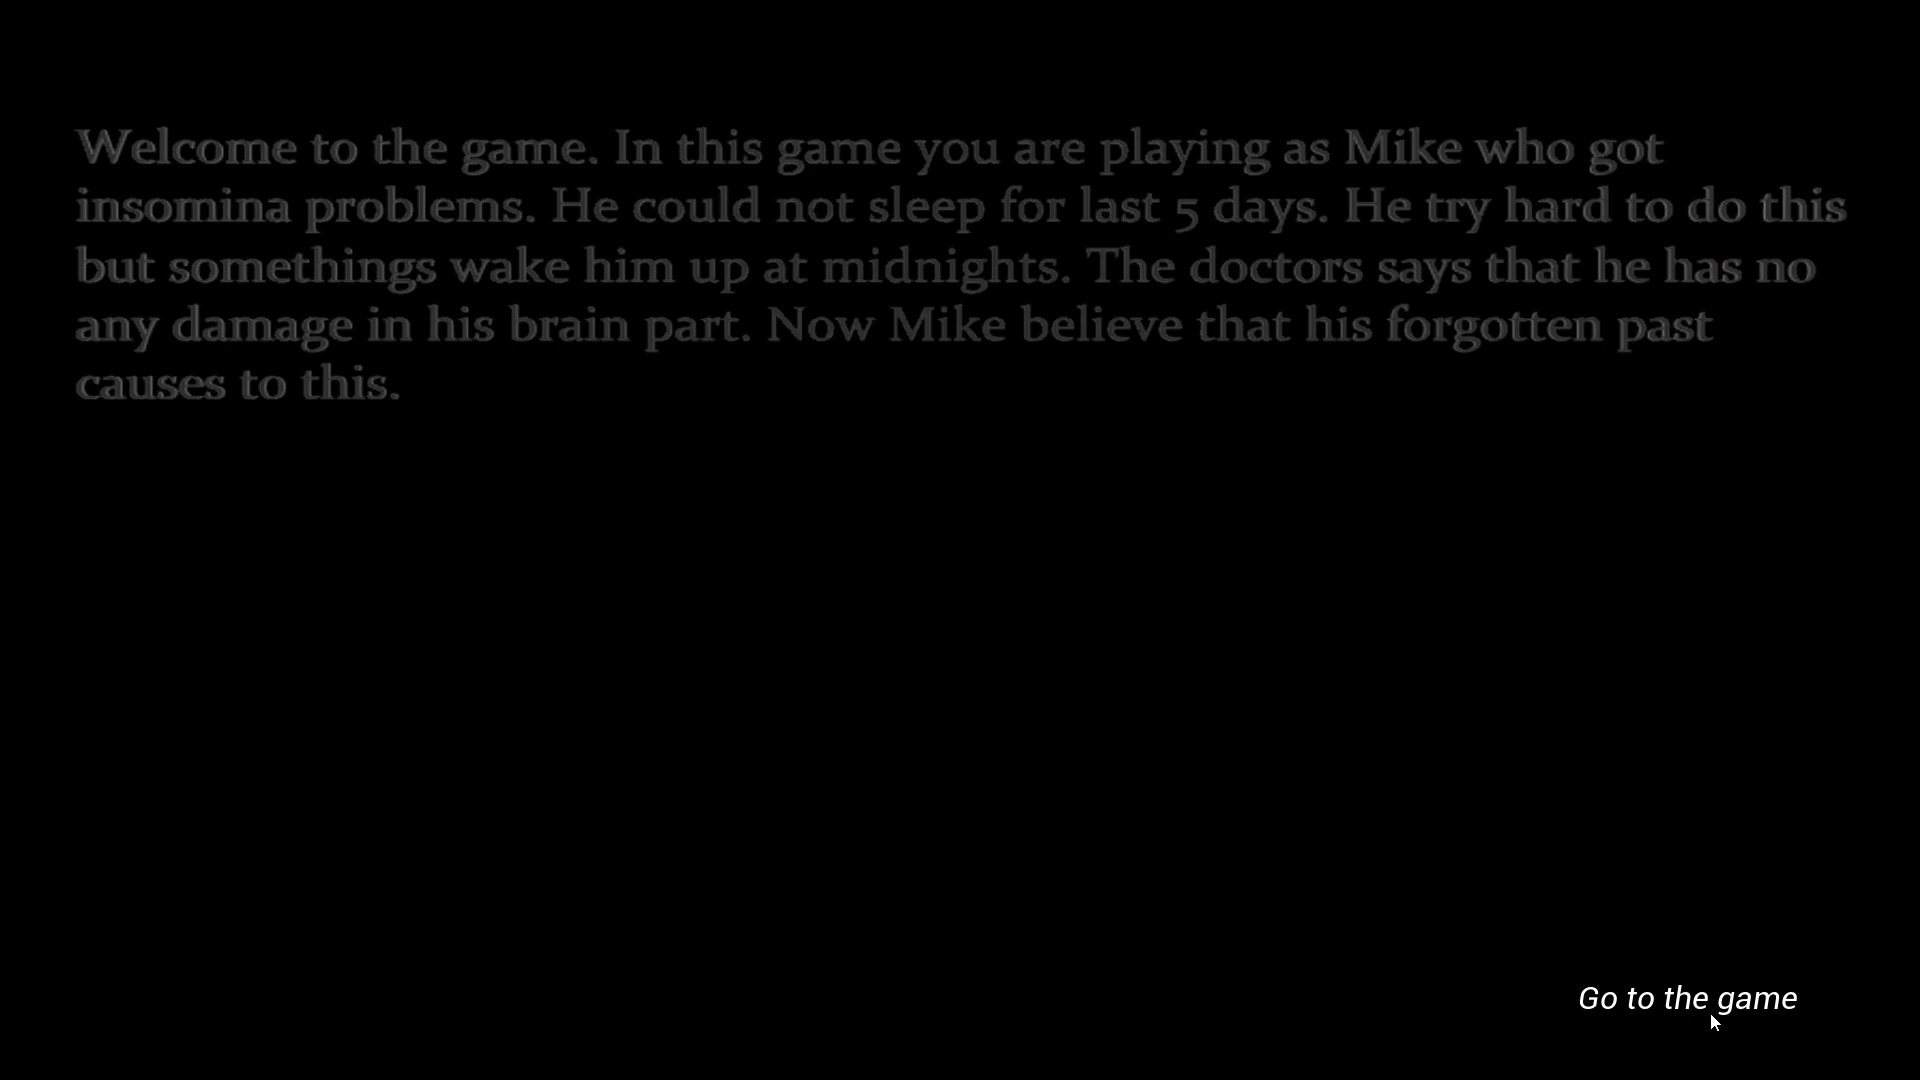 Welcome to the game. In this game you are playing as Mike who got
insomina problems. He could not sleep for last 5 days. He try hard to do this
but somethings wake him up at midnights. The doctors says that he has no
any damage in his brain part. Now Mike believe that his forgotten past
causes to this.
Go to the game